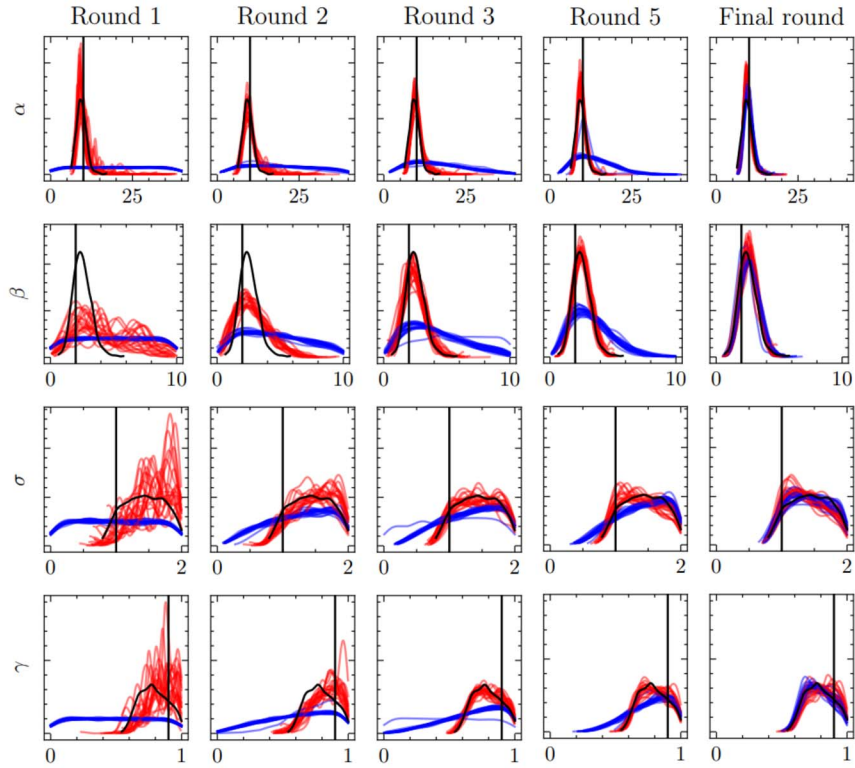 Round 1 Round 2 Round 3 Round 5 Final round
α
0 25 0 25 0 25 0 25 0 25
β
0 10 0 10 0 10 0 10 0 10
σ
0 2 0 2 0 2 0 2 0 2
γ
0 1 0 1 0 1 0 1 0 1